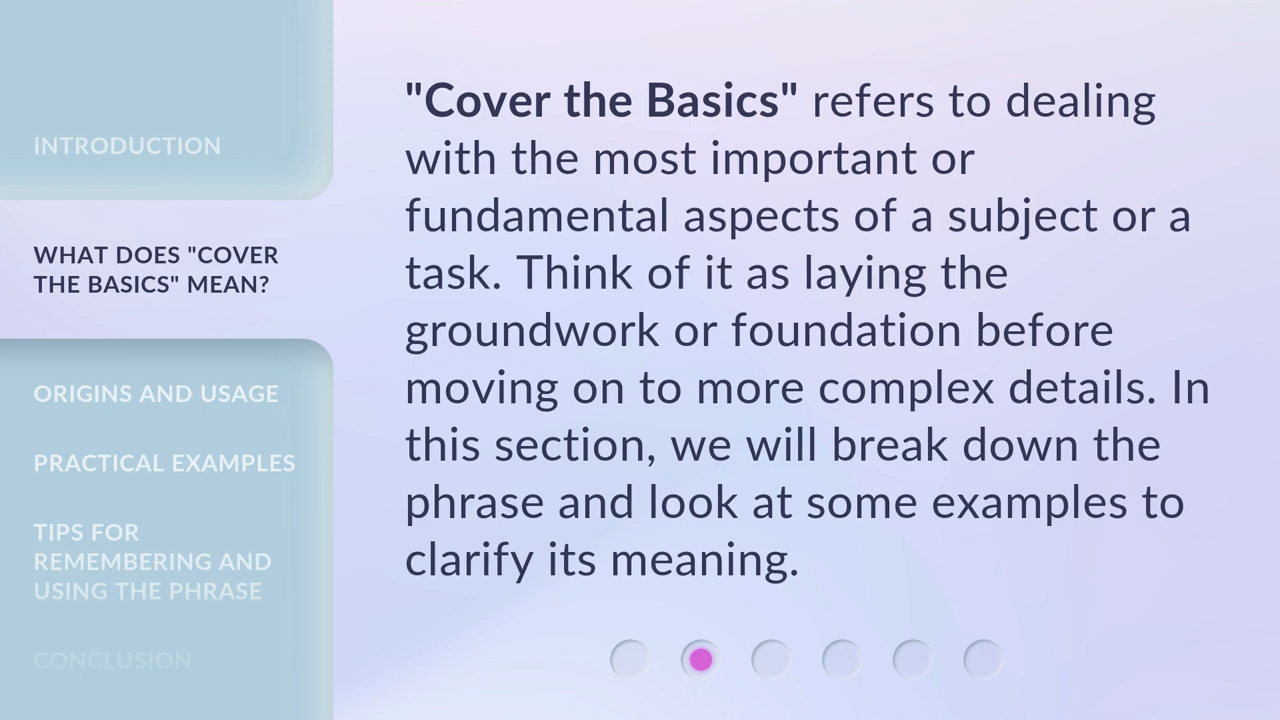 INTRODUCTION
WHAT DOES "COVER
THE BASICS" MEAN?
ORIGINS AND USAGE
PRACTICAL EXAMPLES
TIPS FOR
REMEMBERING AND
USING THE PHRASE
CONCLUSION
"Cover the Basics" refers to dealing
with the most important or
fundamental aspects of a subject or a
task. Think of it as laying the
groundwork or foundation before
moving on to more complex details. In
this section, we will break down the
phrase and look at some examples to
clarify its meaning.